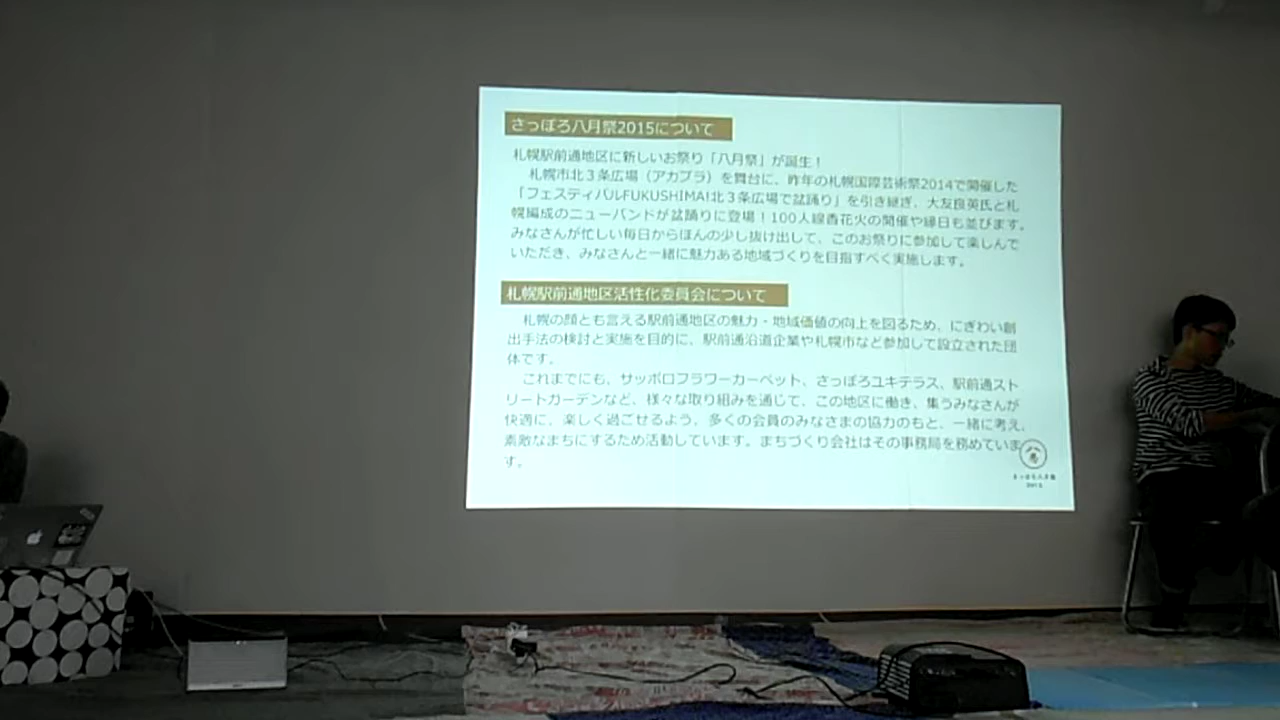 さっぽろ八月祭2015について
札幌駅前通地区に新しいお祭り「八月祭」が誕生！
札幌市北３条広場（アカプラ）を舞台に、昨年の札幌国際芸術祭2014で開催した
「フェスティバルFUKUSHIMA!北３条広場で盆踊り」を引き継ぎ、大友良英氏と札
幌編成のニューバンドが盆踊りに登場！100人線香花火の開催や縁日も並びます。
みなさんが忙しい毎日からほんの少し抜け出して、このお祭りに参加して楽しんで
いただき、みなさんと一緒に魅力ある地域づくりを目指すべく実施します。
札幌駅前通地区活性化委員会について
札幌の顔とも言える駅前通地区の魅力・地域価値の向上を図るため、にぎわい創
出手法の検討と実施を目的に、駅前通沿道企業や札幌市など参加して設立された団
体です。
これまでにも、サッポロフラワーカーペット、さっぽろユキテラス、駅前通スト
リートガーデンなど、様々な取り組みを通じて、この地区に働き、集うみなさんが
快適に、楽しく過ごせるよう、多くの会員のみなさまの協力のもと、一緒に考え、
素敵なまちにするため活動しています。まちづくり会社はその事務局を務めていま
す。
さっぽろ八月祭
2015